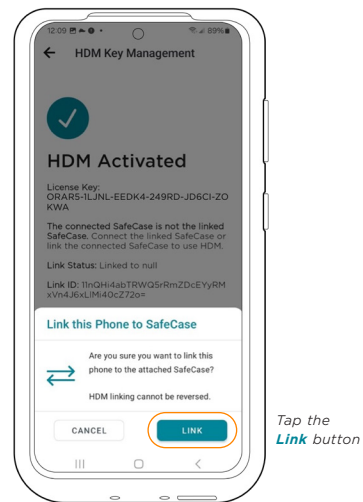 12:09
89%
HDM Key Management
HDM Activated
License Key:
ORAR5-1LJNL-EEDK4-249RD-JD6CI-ZO
KWA
The connected SafeCase is not the linked
SafeCase. Connect the linked SafeCase or
link the connected SafeCase to use HDM.
Link Status: Linked to null
Link ID: 11nQHi4abTRWQ5rRmZDcEYyRM
xVn4J6xLlMi40cZ72o=
Link this Phone to SafeCase
Are you sure you want to link this
phone to the attached SafeCase?
HDM linking cannot be reversed.
CANCEL
LINK
Tap the
Link button